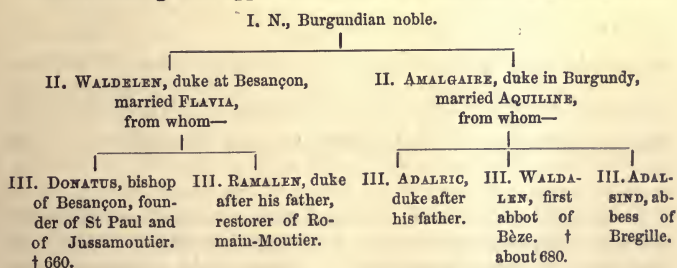 I. N., Burgundian noble.
II. WALDELEN, duke at Besançon,
married FLAVIA,
from whom—
II. AMALGAIRE, duke in Burgundy,
married AQUILINE,
from whom—
III. DONATUS, bishop
of Besançon, foun-
der of St Paul and
of Jussamoutier.
† 660.
III. RAMALEN, duke
after his father,
restorer of Ro-
main-Moutier.
III. ADALRIC,
duke after
his father.
III. WALDA-
LEN, first
abbot of
Bèze. †
about 680.
III. ADAL-
SIND, ab-
bess of
Bregille.